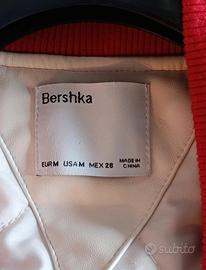 Bershka
EUR M USA M MEX 28 MADE IN
CHINA
subito